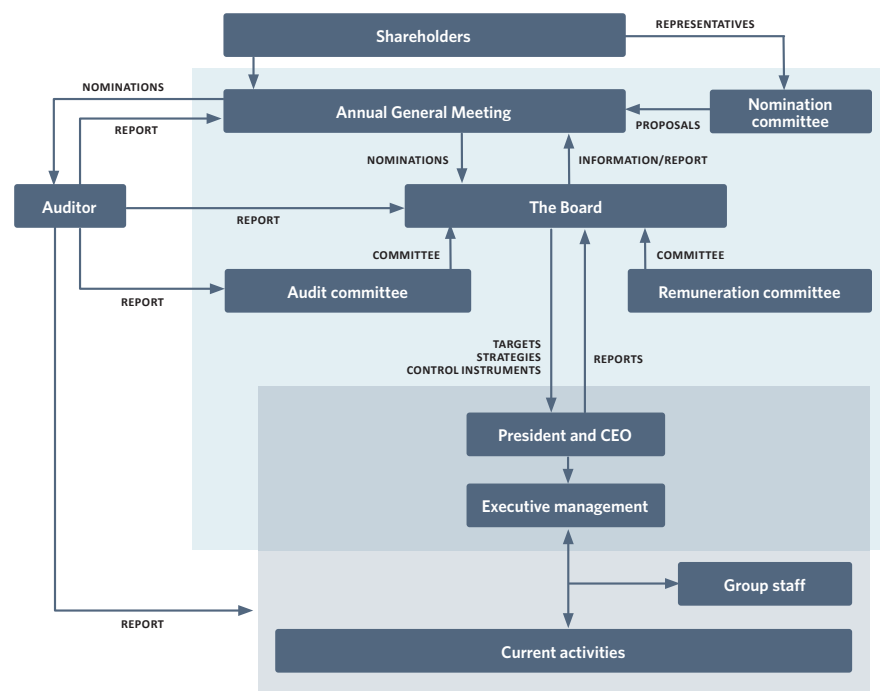 REPRESENTATIVES
Shareholders
NOMINATIONS
Annual General Meeting
Nomination
committee
PROPOSALS
REPORT
NOMINATIONS
INFORMATION/REPORT
Auditor
The Board
REPORT
COMMITTEE
COMMITTEE
Audit committee
Remuneration committee
REPORT
TARGETS
STRATEGIES
CONTROL INSTRUMENTS
REPORTS
President and CEO
Executive management
Group staff
REPORT
Current activities